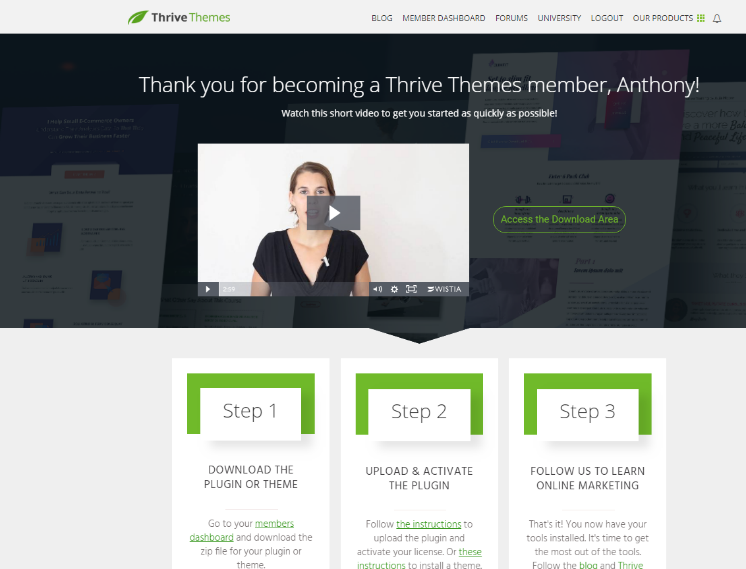 Thrive Themes
BLOG MEMBER DASHBOARD FORUMS UNIVERSITY LOGOUT OUR PRODUCTS
Thank you for becoming a Thrive Themes member, Anthony!
Watch this short video to get you started as quickly as possible!
Access the Download Area
2:59
WISTIA
Step 1
DOWNLOAD THE
PLUGIN OR THEME
Go to your members
dashboard and download the
zip file for your plugin or
theme.
Step 2
UPLOAD & ACTIVATE
THE PLUGIN
Follow the instructions to
upload the plugin and
activate your license. Or these
instructions to install a theme.
Step 3
FOLLOW US TO LEARN
ONLINE MARKETING
That's it! You now have your
tools installed. It's time to get
the most out of the tools.
Follow the blog and Thrive